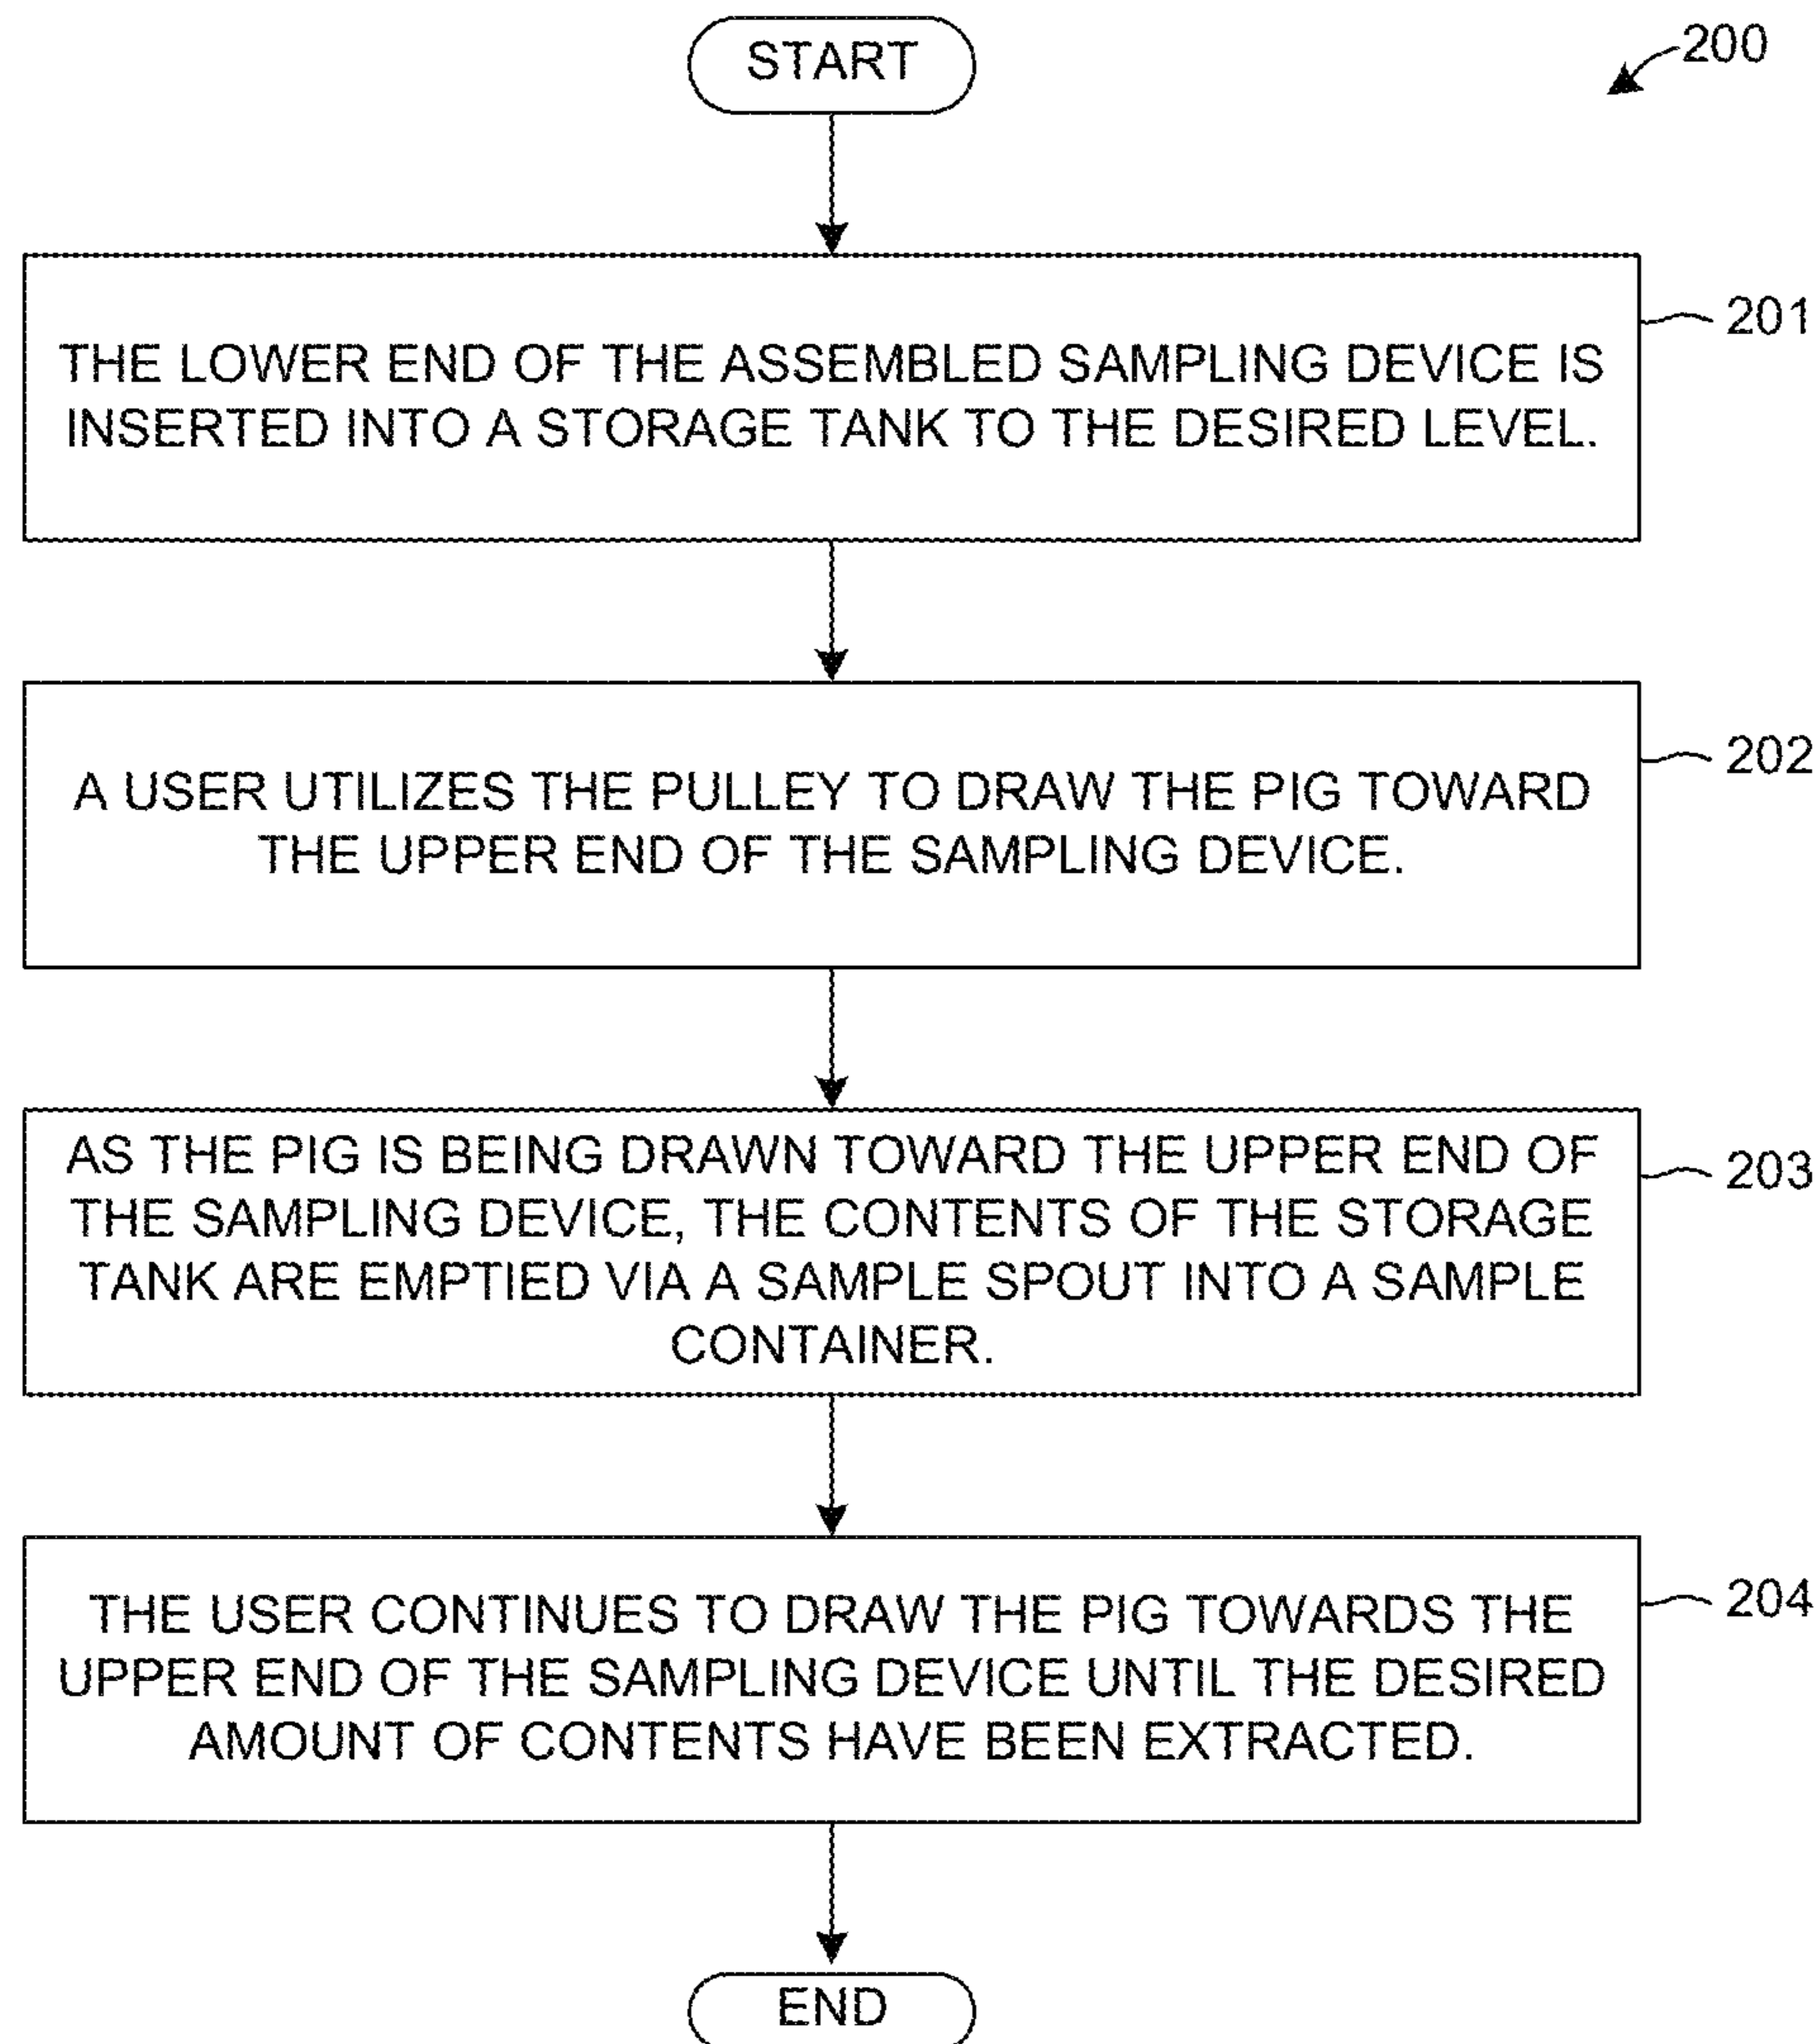 START
200
THE LOWER END OF THE ASSEMBLED SAMPLING DEVICE IS
INSERTED INTO A STORAGE TANK TO THE DESIRED LEVEL.
201
A USER UTILIZES THE PULLEY TO DRAW THE PIG TOWARD
THE UPPER END OF THE SAMPLING DEVICE.
202
AS THE PIG IS BEING DRAWN TOWARD THE UPPER END OF
THE SAMPLING DEVICE, THE CONTENTS OF THE STORAGE
TANK ARE EMPTIED VIA A SAMPLE SPOUT INTO A SAMPLE
CONTAINER.
203
THE USER CONTINUES TO DRAW THE PIG TOWARDS THE
UPPER END OF THE SAMPLING DEVICE UNTIL THE DESIRED
AMOUNT OF CONTENTS HAVE BEEN EXTRACTED.
204
END